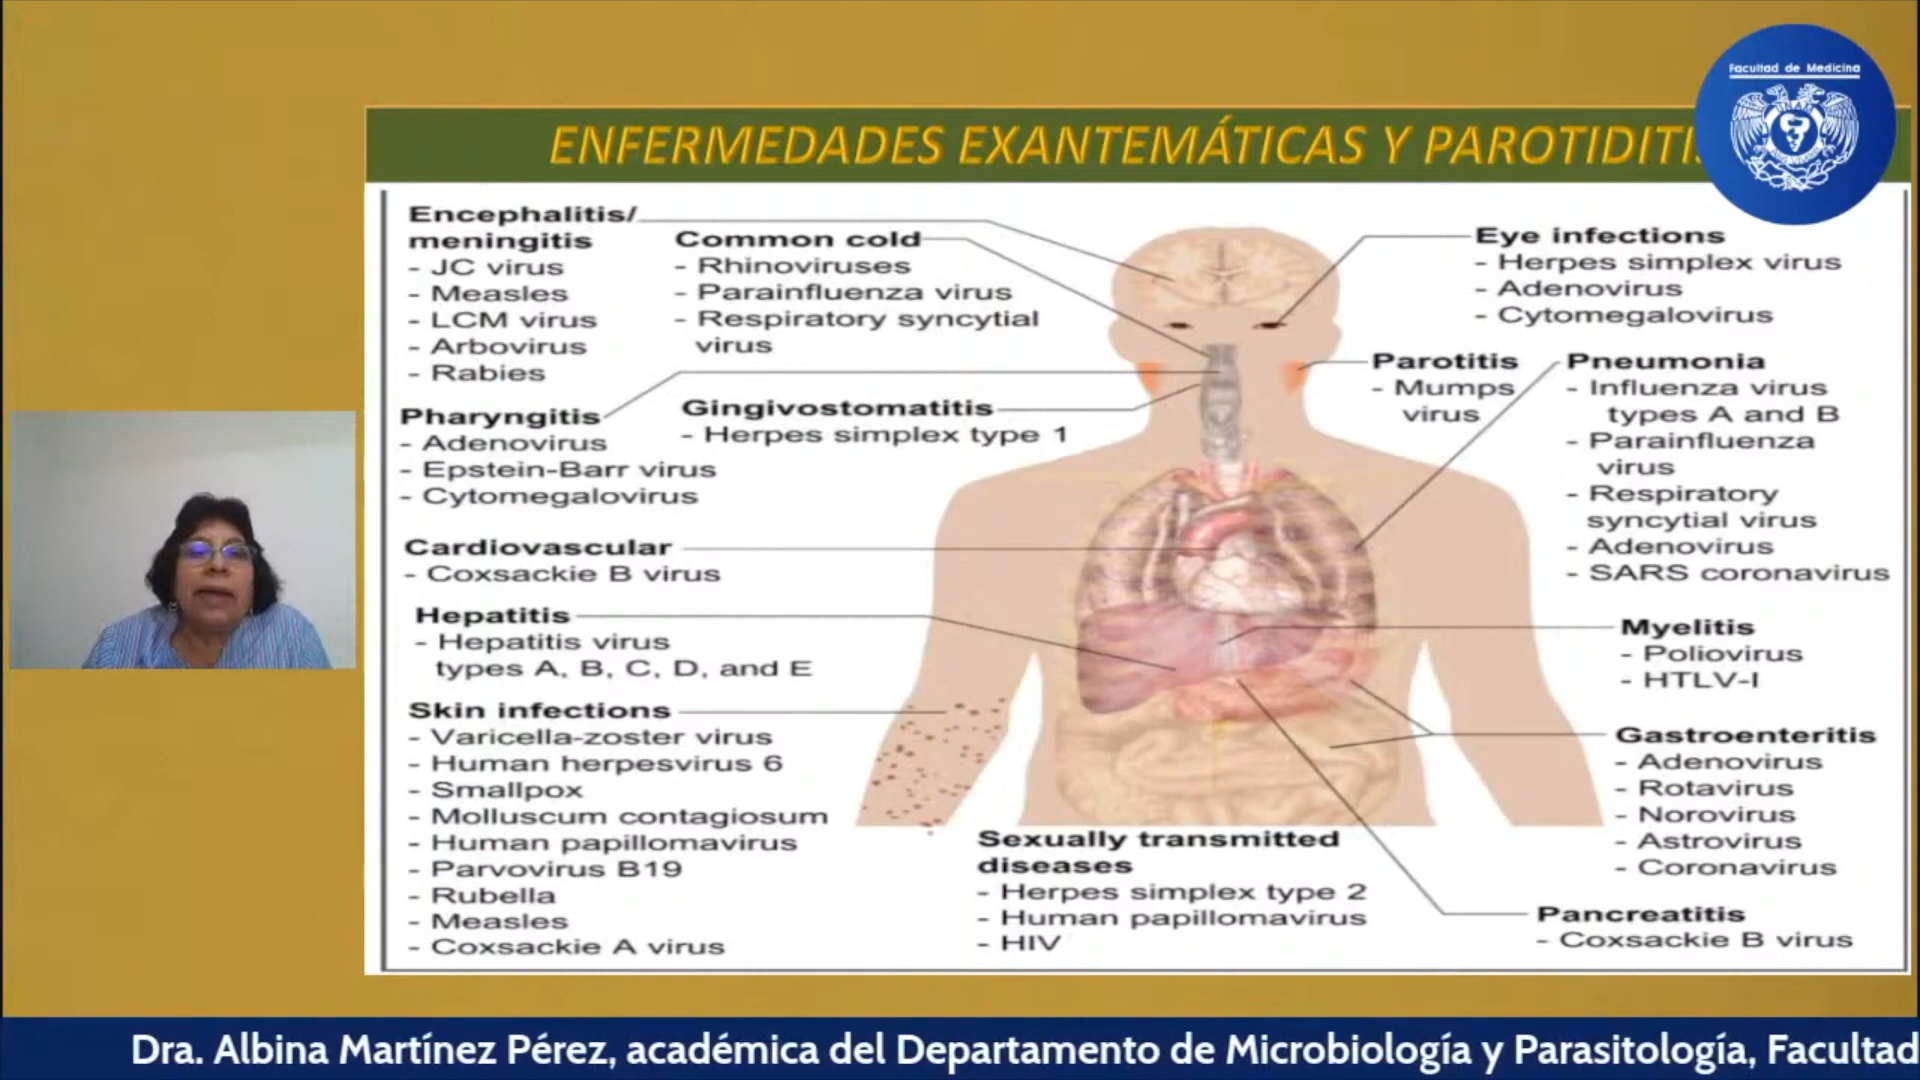 Facultad de Medicina
ENFERMEDADES EXANTEMÁTICAS Y PAROTIDITIS
Encephalitis/
meningitis
- JC virus
- Measles
- LCM virus
- Arbovirus
- Rabies
Common cold
- Rhinoviruses
- Parainfluenza virus
- Respiratory syncytial
virus
Eye infections
- Herpes simplex virus
- Adenovirus
- Cytomegalovirus
Pharyngitis
- Adenovirus
- Epstein-Barr virus
- Cytomegalovirus
Gingivostomatitis
- Herpes simplex type 1
Parotitis
- Mumps
virus
Pneumonia
- Influenza virus
types A and B
- Parainfluenza
virus
- Respiratory
syncytial virus
- Adenovirus
- SARS coronavirus
Cardiovascular
- Coxsackie B virus
Hepatitis
- Hepatitis virus
types A, B, C, D, and E
Myelitis
- Poliovirus
- HTLV-I
Skin infections
- Varicella-zoster virus
- Human herpesvirus 6
- Smallpox
- Molluscum contagiosum
- Human papillomavirus
- Parvovirus B19
- Rubella
- Measles
- Coxsackie A virus
Sexually transmitted
diseases
- Herpes simplex type 2
- Human papillomavirus
- HIV
Gastroenteritis
- Adenovirus
- Rotavirus
- Norovirus
- Astrovirus
- Coronavirus
Pancreatitis
- Coxsackie B virus
Dra. Albina Martínez Pérez, académica del Departamento de Microbiología y Parasitología, Facultad